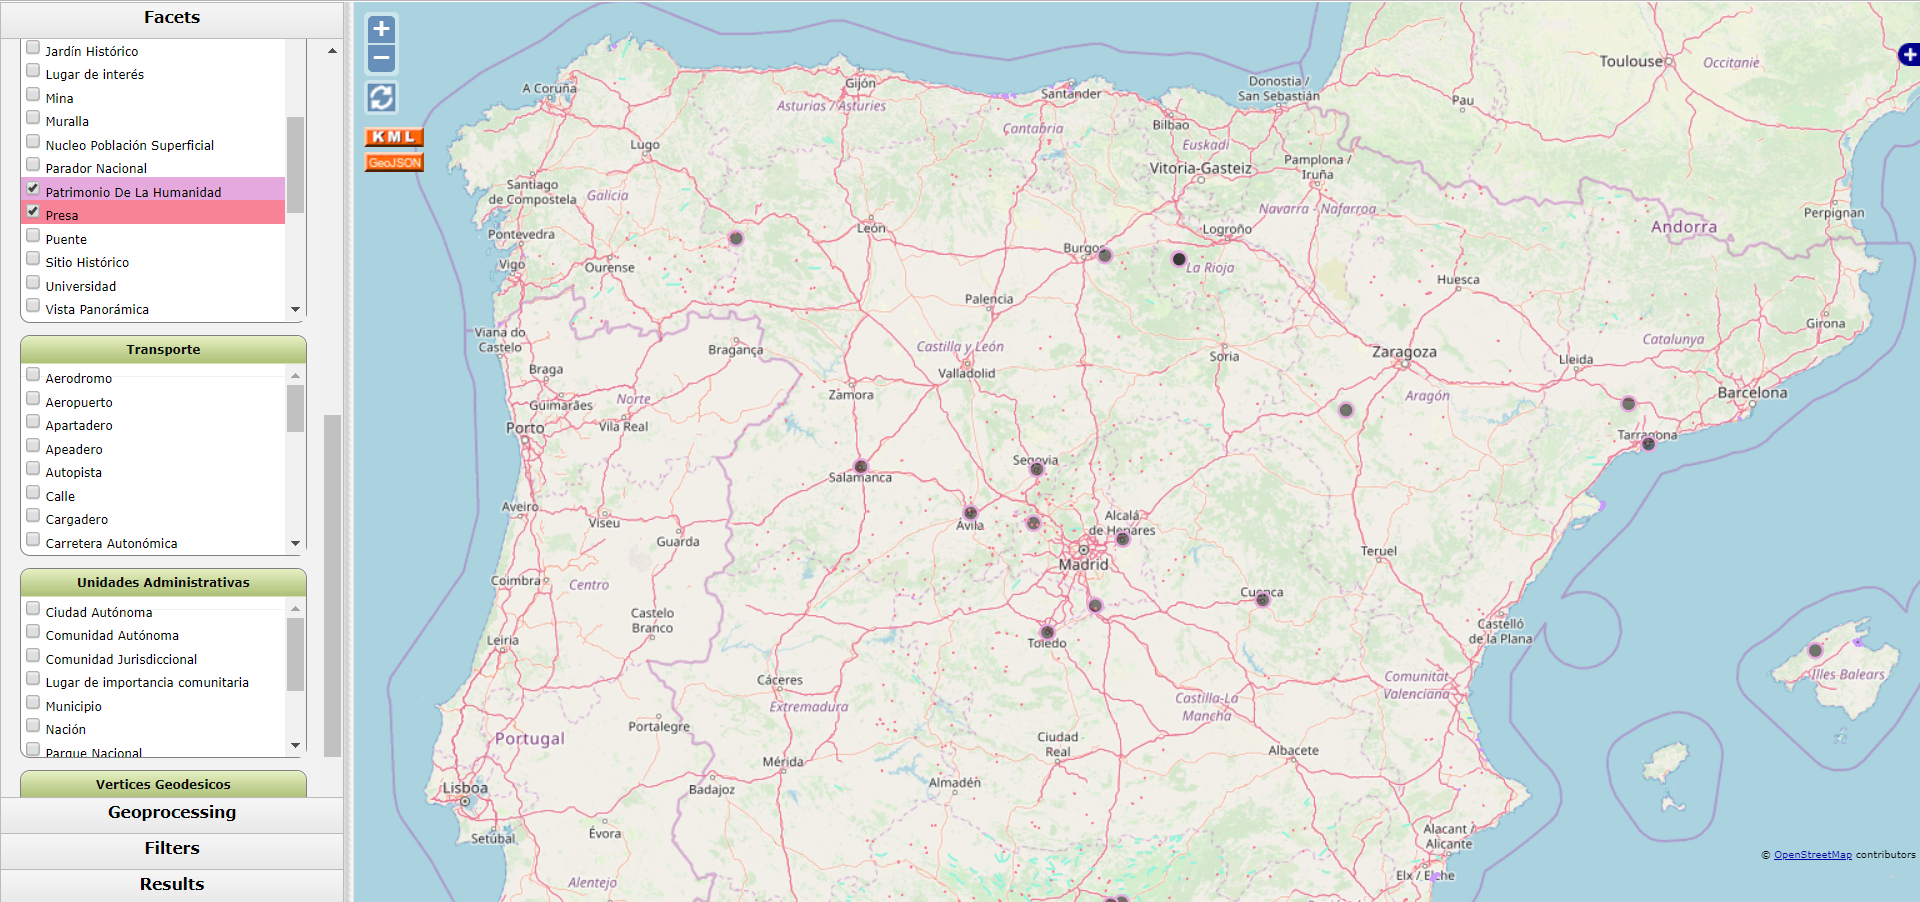 Facets
Jardín Histórico
Lugar de interés
Mina
Muralla
Nucleo Población Superficial
Parador Nacional
Patrimonio De La Humanidad
Presa
Puente
Sitio Histórico
Universidad
Vista Panorámica
Transporte
Aerodromo
Aeropuerto
Apartadero
Apeadero
Autopista
Calle
Cargadero
Carretera Autonómica
Unidades Administrativas
Ciudad Autónoma
Comunidad Autónoma
Comunidad Jurisdiccional
Lugar de importancia comunitaria
Municipio
Nación
Parque Nacional
Vertices Geodesicos
Geoprocessing
Filters
Results
+
−
KML
GeoJSON
+
Toulouse
Occitanie
A Coruña
Gijón
Asturias / Asturies
Santander
Donostia /
San Sebastián
Pau
Cantabria
Bilbao
Euskadi
Lugo
Vitoria-Gasteiz
Pamplona /
Iruña
Santiago
de Compostela
Galicia
Navarra - Nafarroa
Perpignan
Pontevedra
León
Logroño
Andorra
Vigo
Ourense
Burgos
La Rioja
Huesca
Palencia
Girona
Viana do
Castelo
Bragança
Castilla y León
Soria
Zaragoza
Catalunya
Lleida
Braga
Valladolid
Zamora
Aragón
Barcelona
Guimarães
Norte
Porto
Vila Real
Tarragona
Segovia
Salamanca
Aveiro
Viseu
Ávila
Alcalá
de Henares
Guarda
Madrid
Teruel
Coimbra
Centro
Castelo
Branco
Cuenca
Castelló
de la Plana
Leiria
Toledo
Cáceres
Extremadura
Comunitat
Valenciana
Illes Balears
Castilla-La
Mancha
Portalegre
Portugal
Ciudad
Real
Albacete
Mérida
Almadén
Lisboa
Badajoz
Setúbal
Évora
Alacant /
Alicante
Elx / Elche
Alentejo
© OpenStreetMap contributors